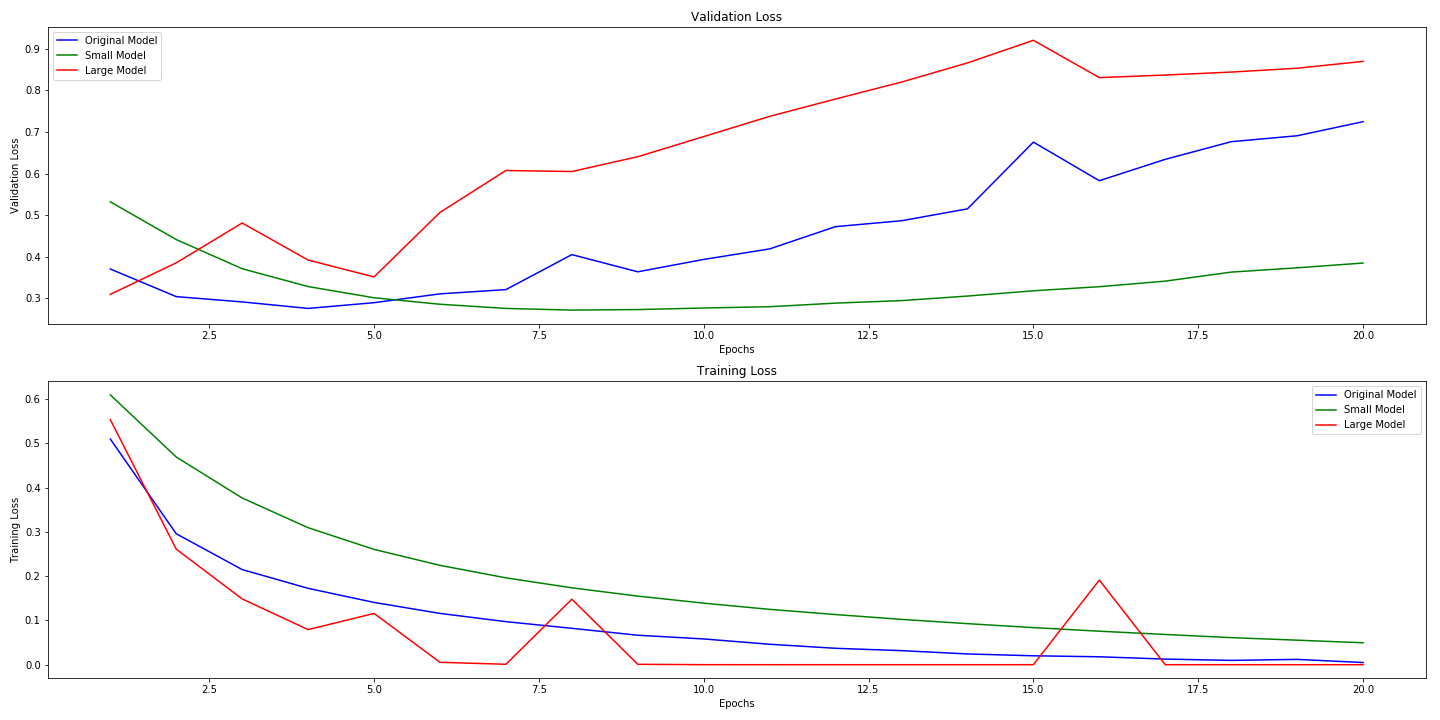 Validation Loss
Original Model
Small Model
Large Model
Validation Loss
0.9
0.8
0.7
0.6
0.5
0.4
0.3
2.5 5.0 7.5 10.0 12.5 15.0 17.5 20.0
Epochs
Training Loss
Original Model
Small Model
Large Model
Training Loss
0.6
0.5
0.4
0.3
0.2
0.1
0.0
2.5 5.0 7.5 10.0 12.5 15.0 17.5 20.0
Epochs